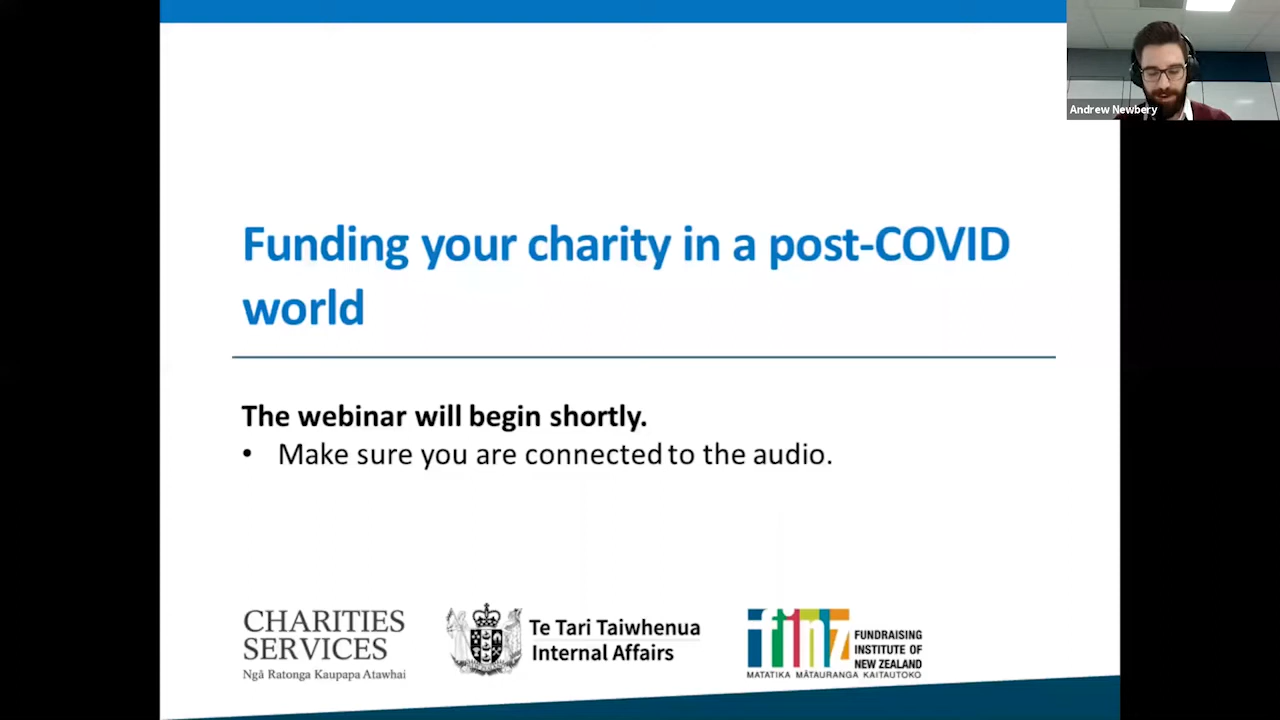 Andrew Newbery
Funding your charity in a post-COVID
world
The webinar will begin shortly.
• Make sure you are connected to the audio.
CHARITIES
SERVICES
Ngā Ratonga Kaupapa Atawhai
Te Tari Taiwhenua
Internal Affairs
finz
FUNDRAISING
INSTITUTE OF
NEW ZEALAND
MATATIKA MĀTAURANGA KAITAUTOKO